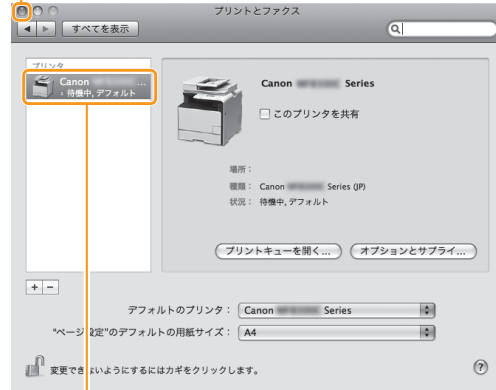 プリントとファクス
すべてを表示
プリンタ
Canon ...
待機中, デフォルト
Canon Series
このプリンタを共有
場所：
種類： Canon Series (JP)
状況： 待機中, デフォルト
プリントキューを開く... オプションとサプライ...
デフォルトのプリンタ： Canon Series
"ページ設定"のデフォルトの用紙サイズ： A4
変更できないようにするにはカギをクリックします。